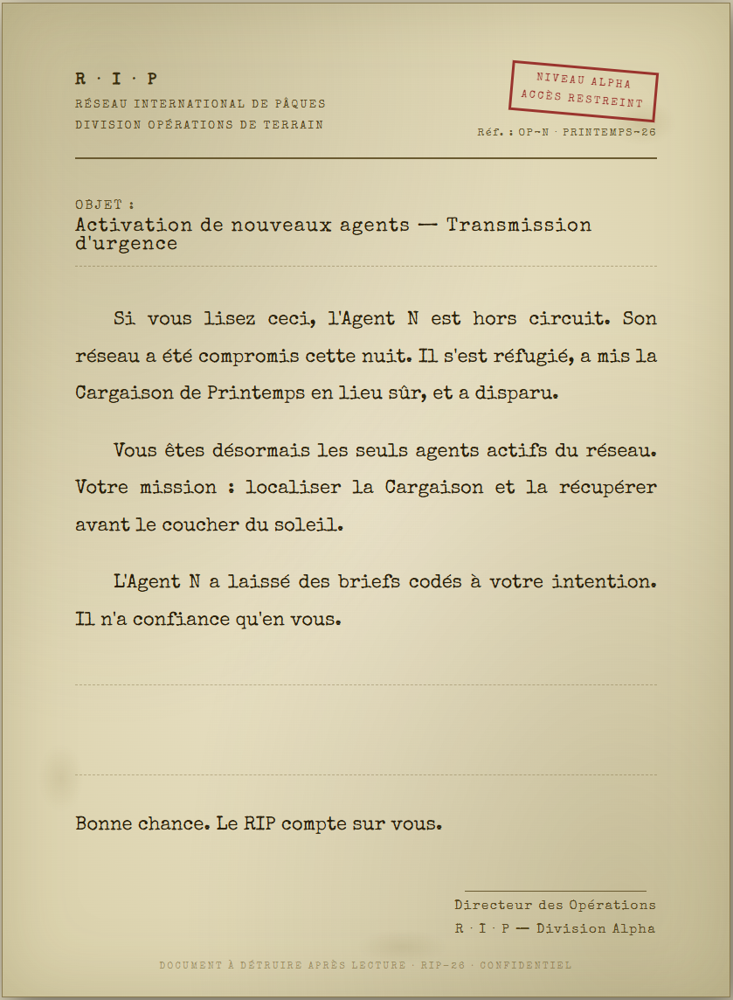 R · I · P
RÉSEAU INTERNATIONAL DE PÂQUES
DIVISION OPÉRATIONS DE TERRAIN
NIVEAU ALPHA
ACCÈS RESTREINT
Réf. : OP-N · PRINTEMPS-26
OBJET :
Activation de nouveaux agents — Transmission
d'urgence
Si vous lisez ceci, l'Agent N est hors circuit. Son
réseau a été compromis cette nuit. Il s'est réfugié, a mis la
Cargaison de Printemps en lieu sûr, et a disparu.
Vous êtes désormais les seuls agents actifs du réseau.
Votre mission : localiser la Cargaison et la récupérer
avant le coucher du soleil.
L'Agent N a laissé des briefs codés à votre intention.
Il n'a confiance qu'en vous.
Bonne chance. Le RIP compte sur vous.
Directeur des Opérations
R · I · P — Division Alpha
DOCUMENT À DÉTRUIRE APRÈS LECTURE · RIP-26 · CONFIDENTIEL